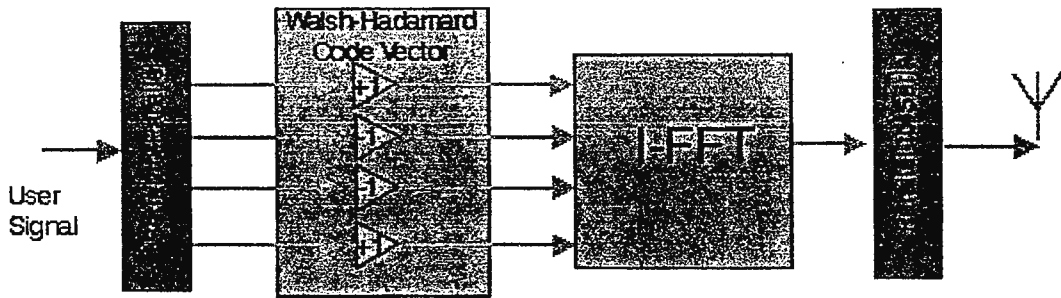 Walsh-Hadamard
Code Vector
+1
-1
-1
+1
I-FFT
User
Signal